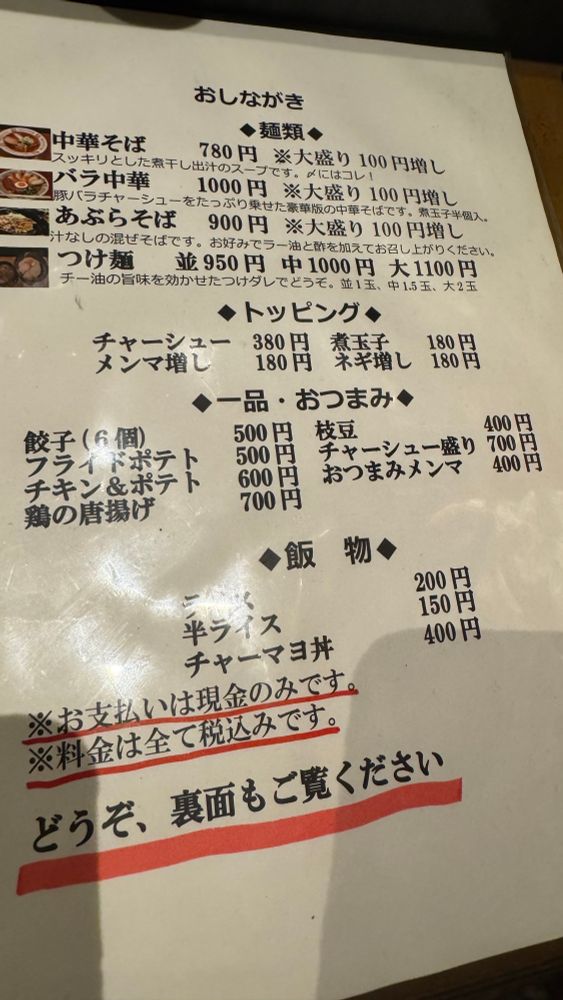 おしながき
◆麺類◆
中華そば 780円 ※大盛り100円増し
スッキリとした煮干し出汁のスープです。〆にはコレ!
バラ中華 1000円 ※大盛り100円増し
豚バラチャーシューをたっぷり乗せた豪華版の中華そばです。煮玉子半個入。
あぶらそば 900円 ※大盛り100円増し
汁なしの混ぜそばです。お好みでラー油と酢を加えてお召し上がりください。
つけ麺 並950円 中1000円 大1100円
チー油の旨味を効かせたつけダレでどうぞ。並1玉、中1.5玉、大2玉
◆トッピング◆
チャーシュー 380円 煮玉子 180円
メンマ増し 180円 ネギ増し 180円
◆一品・おつまみ◆
餃子(6個) 500円 枝豆 400円
フライドポテト 500円 チャーシュー盛り 700円
チキン&ポテト 600円 おつまみメンマ 400円
鶏の唐揚げ 700円
◆飯 物◆
200円
半ライス 150円
チャーマヨ丼 400円
※お支払いは現金のみです。
※料金は全て税込みです。
どうぞ、裏面もご覧ください